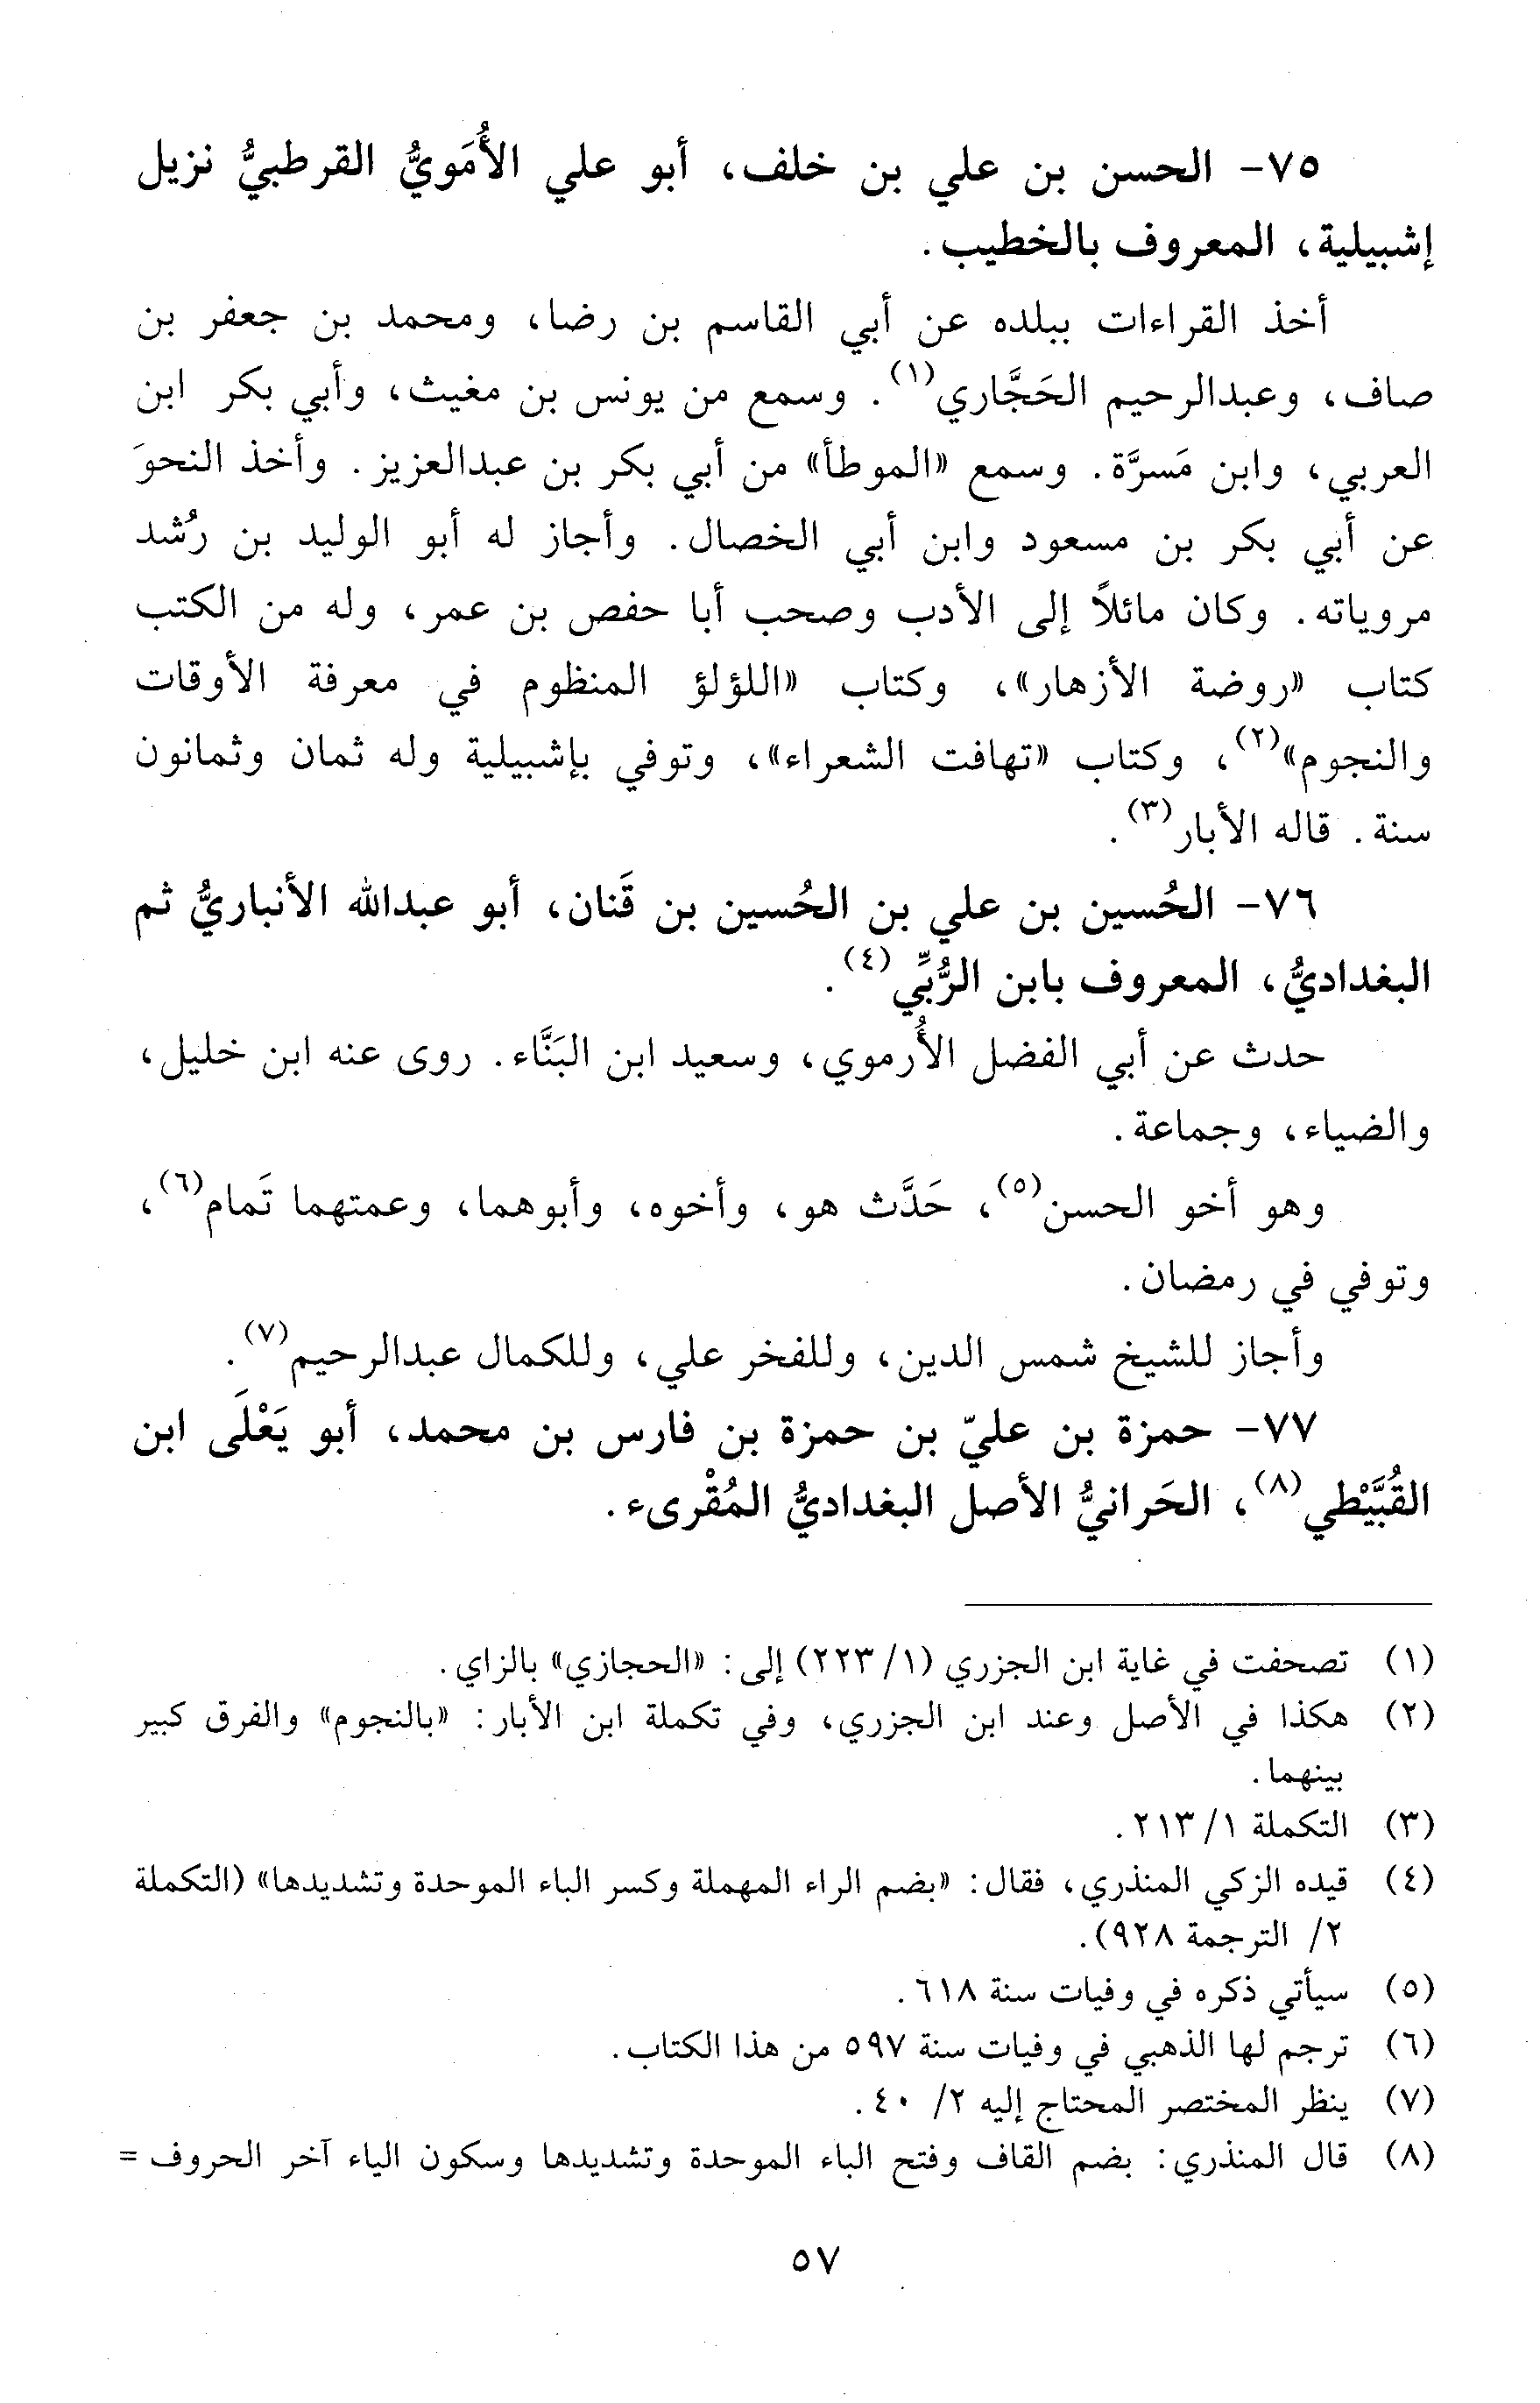 ٧٥- الحسن بن علي بن خلف، أبو علي الأُمَويُّ القرطبيُّ نزيل
إشبيلية، المعروف بالخطيب.
أخذ القراءات ببلده عن أبي القاسم بن رضا، ومحمد بن جعفر بن
صاف، وعبدالرحيم الحَجَّاري(١). وسمع من يونس بن مغيث، وأبي بكر ابن
العربي، وابن مَسرَّة. وسمع «الموطأ» من أبي بكر بن عبدالعزيز. وأخذ النحوَ
عن أبي بكر بن مسعود وابن أبي الخصال. وأجاز له أبو الوليد بن رُشد
مروياته. وكان مائلاً إلى الأدب وصحب أبا حفص بن عمر، وله من الكتب
كتاب «روضة الأزهار»، وكتاب «اللؤلؤ المنظوم في معرفة الأوقات
والنجوم»(٢)، وكتاب «تهافت الشعراء»، وتوفي بإشبيلية وله ثمان وثمانون
سنة. قاله الأبار(٣).
٧٦- الحُسين بن علي بن الحُسين بن قَنان، أبو عبدالله الأنباريُّ ثم
البغداديُّ، المعروف بابن الرُّبِّي(٤).
حدث عن أبي الفضل الأُرموي، وسعيد ابن البَنَّاء. روى عنه ابن خليل،
والضياء، وجماعة.
وهو أخو الحسن(٥)، حَدَّث هو، وأخوه، وأبوهما، وعمتهما تَمام(٦)،
وتوفي في رمضان.
وأجاز للشيخ شمس الدين، وللفخر علي، وللكمال عبدالرحيم(٧).
٧٧- حمزة بن عليّ بن حمزة بن فارس بن محمد، أبو يَعْلَى ابن
القُبَّيْطي(٨)، الحَرانيُّ الأصل البغداديُّ المُقْرىء.
(١) تصحفت في غاية ابن الجزري (١/ ٢٢٣) إلى: «الحجازي» بالزاي.
(٢) هكذا في الأصل وعند ابن الجزري، وفي تكملة ابن الأبار: «بالنجوم» والفرق كبير
بينهما.
(٣) التكملة ١/ ٢١٣.
(٤) قيده الزكي المنذري، فقال: «بضم الراء المهملة وكسر الباء الموحدة وتشديدها» (التكملة
٢/ الترجمة ٩٢٨).
(٥) سيأتي ذكره في وفيات سنة ٦١٨.
(٦) ترجم لها الذهبي في وفيات سنة ٥٩٧ من هذا الكتاب.
(٧) ينظر المختصر المحتاج إليه ٢/ ٤٠.
(٨) قال المنذري: بضم القاف وفتح الباء الموحدة وتشديدها وسكون الياء آخر الحروف =
٥٧